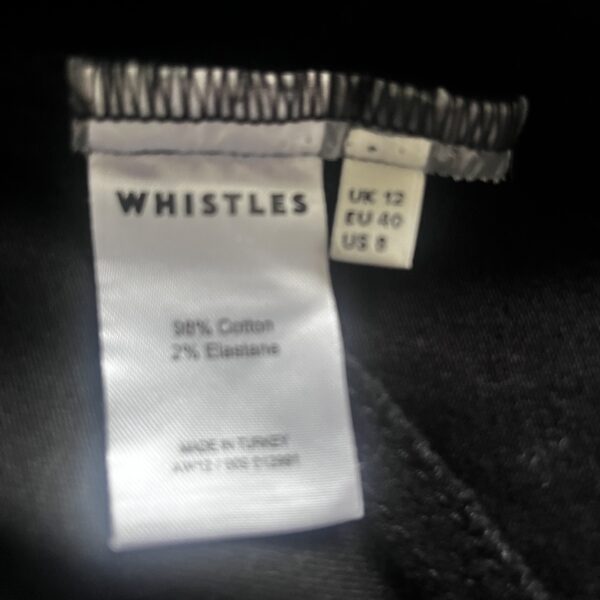 WHISTLES
UK 12
EU 40
US 8
98% Cotton
2% Elastane
MADE IN TURKEY